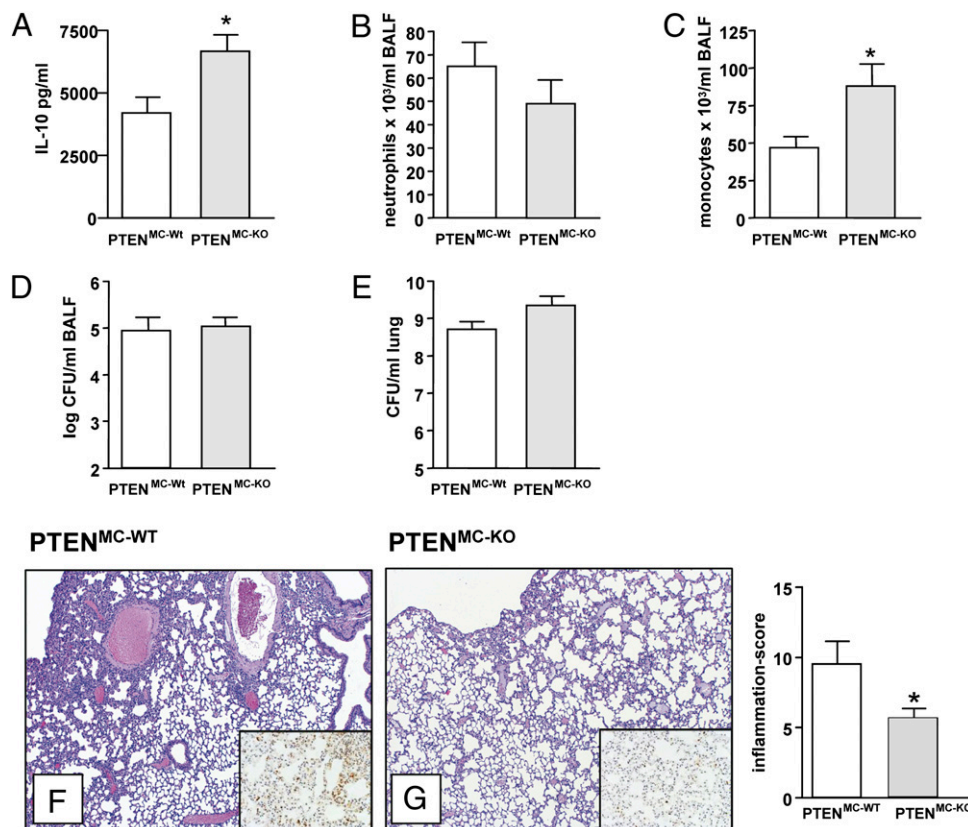 A
IL-10 pg/ml
7500
5000
2500
0
*
PTEN^MC-Wt PTEN^MC-KO
B
neutrophils x 10³/ml BALF
80
70
60
50
40
30
20
10
0
PTEN^MC-Wt PTEN^MC-KO
C
monocytes x 10³/ml BALF
125
100
75
50
25
0
*
PTEN^MC-Wt PTEN^MC-KO
D
log CFU/ml BALF
6
5
4
3
2
PTEN^MC-Wt PTEN^MC-KO
E
CFU/ml lung
10
9
8
7
6
5
PTEN^MC-Wt PTEN^MC-KO
PTEN^MC-WT
F
PTEN^MC-KO
G
inflammation-score
15
10
5
0
*
PTEN^MC-WT PTEN^MC-KO